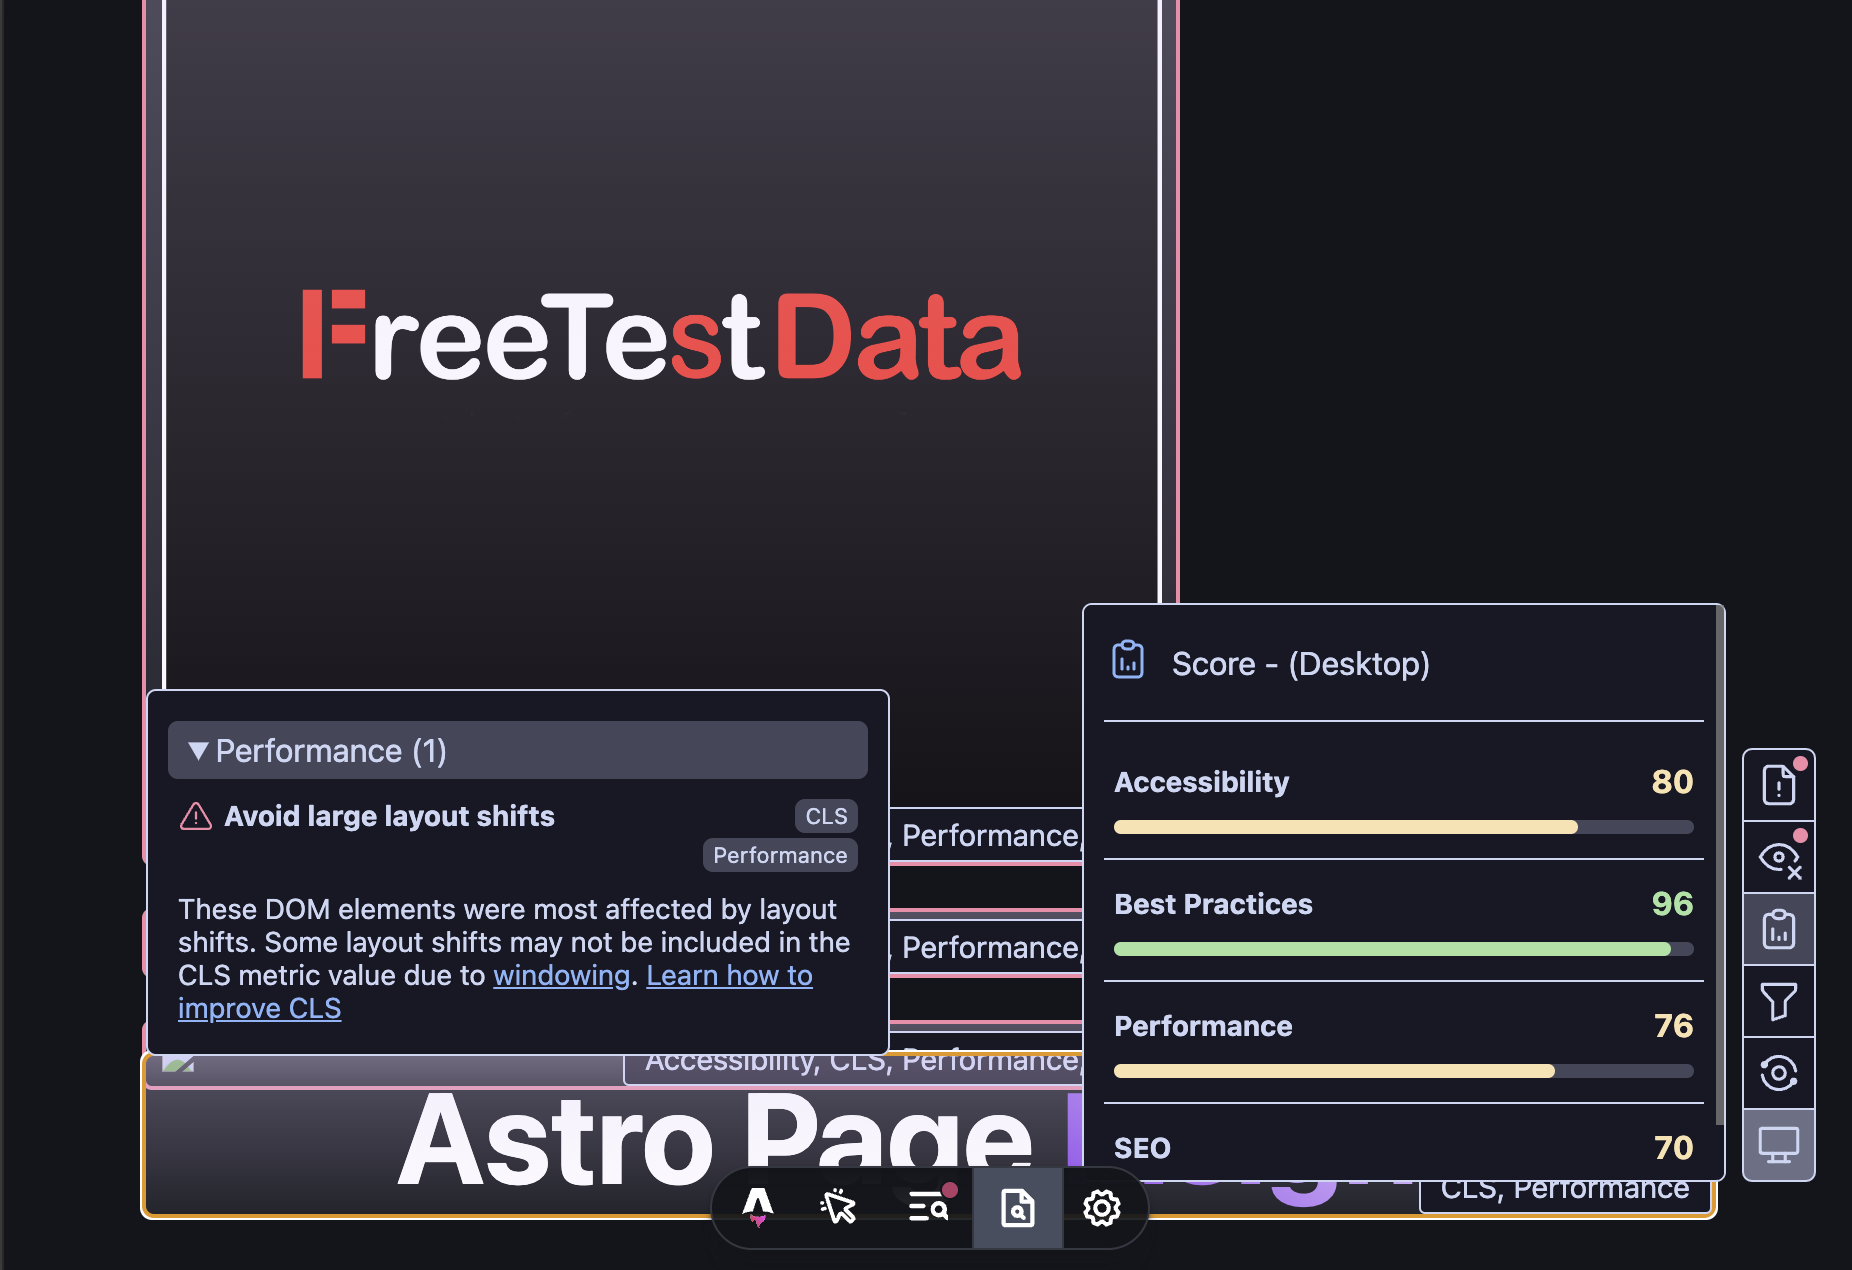 FreeTestData
Performance (1)
Avoid large layout shifts
CLS
Performance
These DOM elements were most affected by layout
shifts. Some layout shifts may not be included in the
CLS metric value due to windowing. Learn how to
improve CLS
, Performance,
, Performance,
Accessibility, CLS, Performance,
Astro Page
CLS, Performance
Score - (Desktop)
Accessibility
80
Best Practices
96
Performance
76
SEO
70